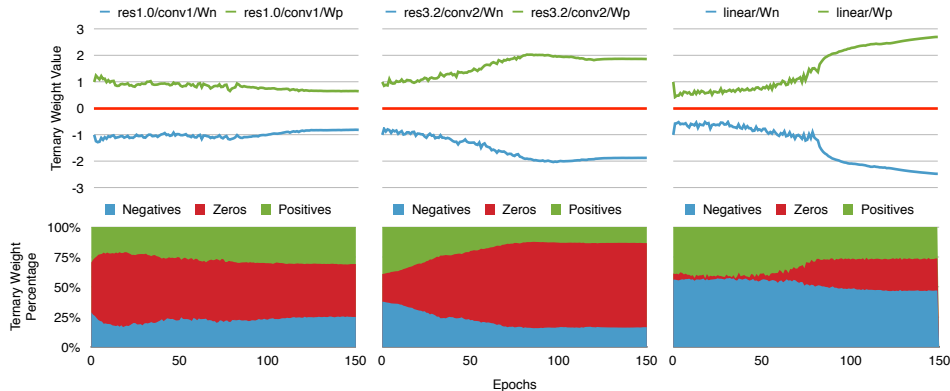 res1.0/conv1/Wn res1.0/conv1/Wp res3.2/conv2/Wn res3.2/conv2/Wp linear/Wn linear/Wp
Ternary Weight Value
3
2
1
0
-1
-2
-3
Negatives Zeros Positives Negatives Zeros Positives Negatives Zeros Positives
Ternary Weight
Percentage
100%
75%
50%
25%
0%
0 50 100 150 0 50 100 150 0 50 100 150
Epochs